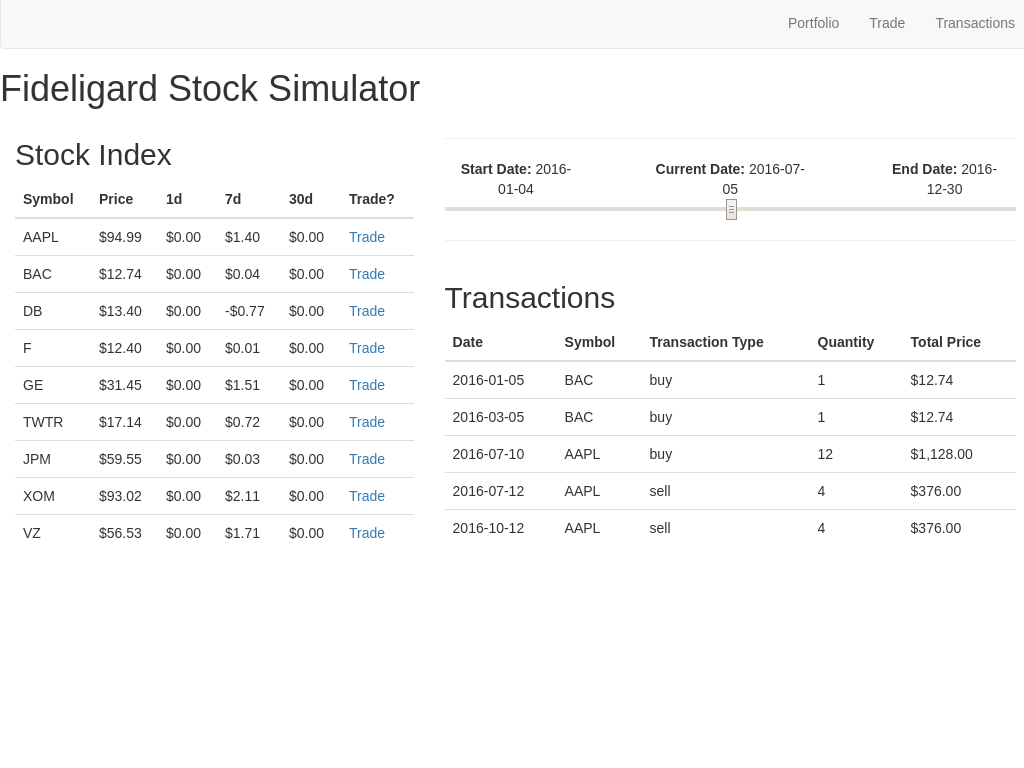 Portfolio Trade Transactions
Fideligard Stock Simulator
Stock Index
Symbol Price 1d 7d 30d Trade?
AAPL $94.99 $0.00 $1.40 $0.00 Trade
BAC $12.74 $0.00 $0.04 $0.00 Trade
DB $13.40 $0.00 -$0.77 $0.00 Trade
F $12.40 $0.00 $0.01 $0.00 Trade
GE $31.45 $0.00 $1.51 $0.00 Trade
TWTR $17.14 $0.00 $0.72 $0.00 Trade
JPM $59.55 $0.00 $0.03 $0.00 Trade
XOM $93.02 $0.00 $2.11 $0.00 Trade
VZ $56.53 $0.00 $1.71 $0.00 Trade
Start Date: 2016-
01-04
Current Date: 2016-07-
05
End Date: 2016-
12-30
Transactions
Date Symbol Transaction Type Quantity Total Price
2016-01-05 BAC buy 1 $12.74
2016-03-05 BAC buy 1 $12.74
2016-07-10 AAPL buy 12 $1,128.00
2016-07-12 AAPL sell 4 $376.00
2016-10-12 AAPL sell 4 $376.00